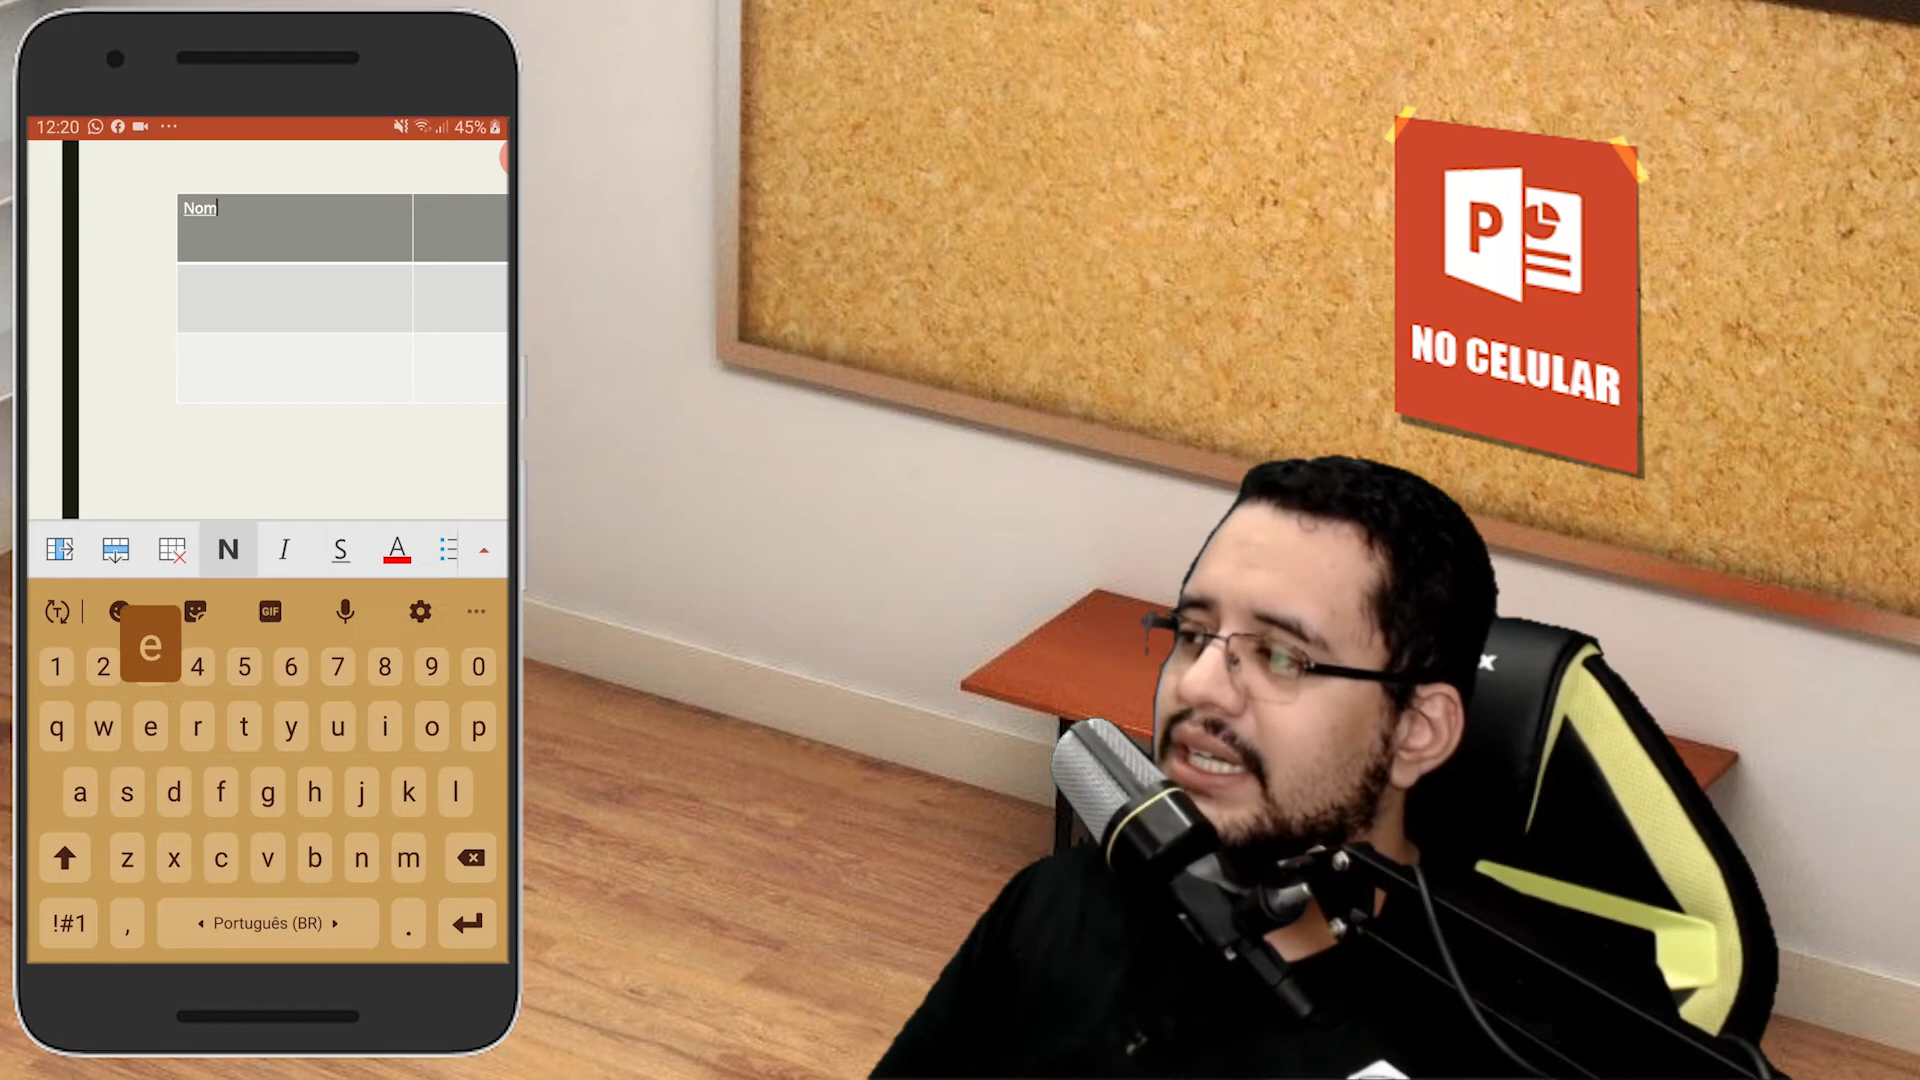 12:20 45%
Nom
N I S A
T GIF
e
1 2 4 5 6 7 8 9 0
q w e r t y u i o p
a s d f g h j k l
z x c v b n m
!#1 , Português (BR) .
P
NO CELULAR
x